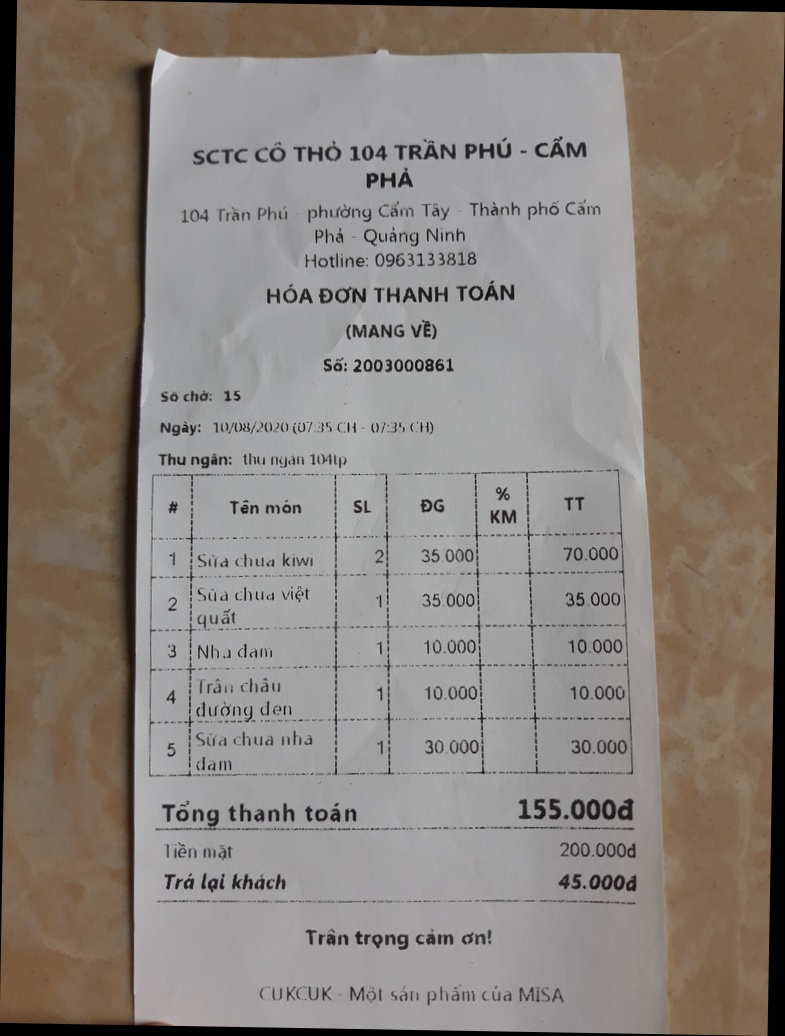 SCTC CÔ THỎ 104 TRẦN PHÚ - CẨM
PHẢ
104 Trần Phú - phường Cẩm Tây - Thành phố Cẩm
Phả - Quảng Ninh
Hotline: 0963133818
HÓA ĐƠN THANH TOÁN
(MANG VỀ)
Số: 2003000861
Số chờ: 15
Ngày: 10/08/2020 (07:35 CH - 07:35 CH)
Thu ngân: thu ngân 104tp
# Tên món SL ĐG % KM TT
1 Sữa chua kiwi 2 35.000 70.000
2 Sữa chua việt quất 1 35.000 35.000
3 Nha đam 1 10.000 10.000
4 Trân châu đường đen 1 10.000 10.000
5 Sữa chua nha đam 1 30.000 30.000
Tổng thanh toán 155.000đ
Tiền mặt 200.000đ
Trả lại khách 45.000đ
Trân trọng cảm ơn!
CUKCUK - Một sản phẩm của MISA